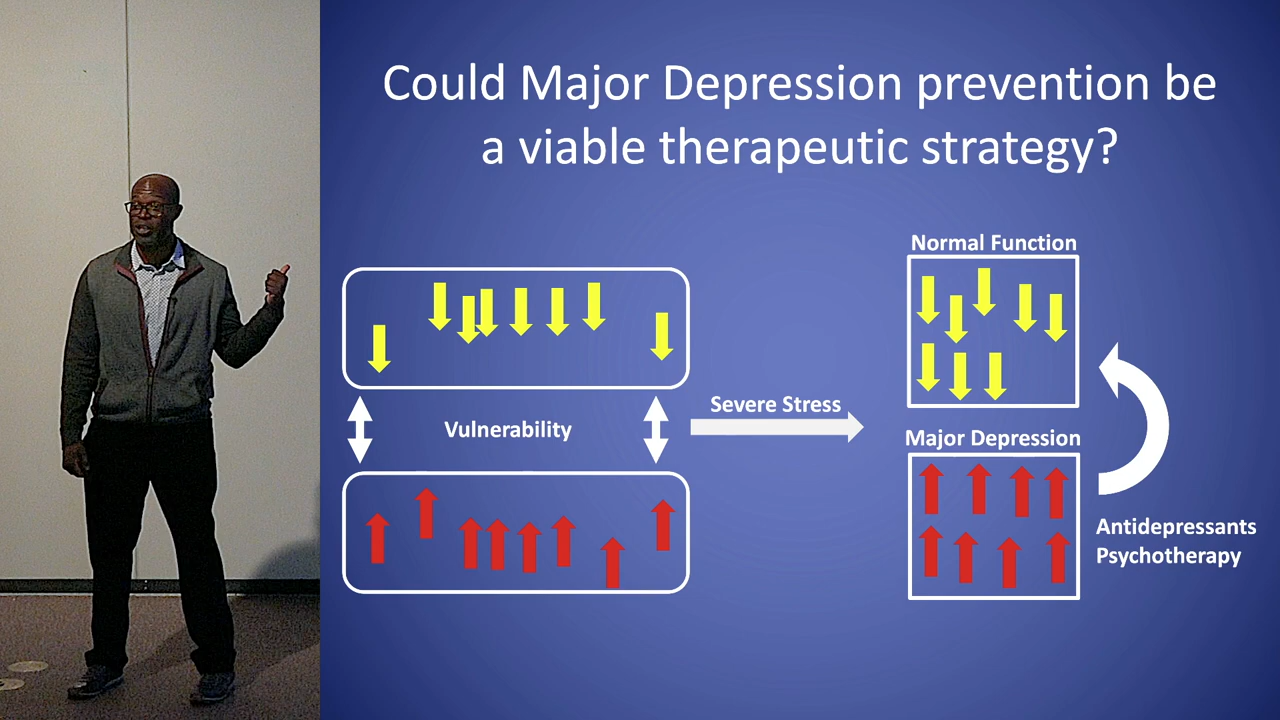 Could Major Depression prevention be
a viable therapeutic strategy?
Normal Function
Severe Stress
Vulnerability
Major Depression
Antidepressants
Psychotherapy